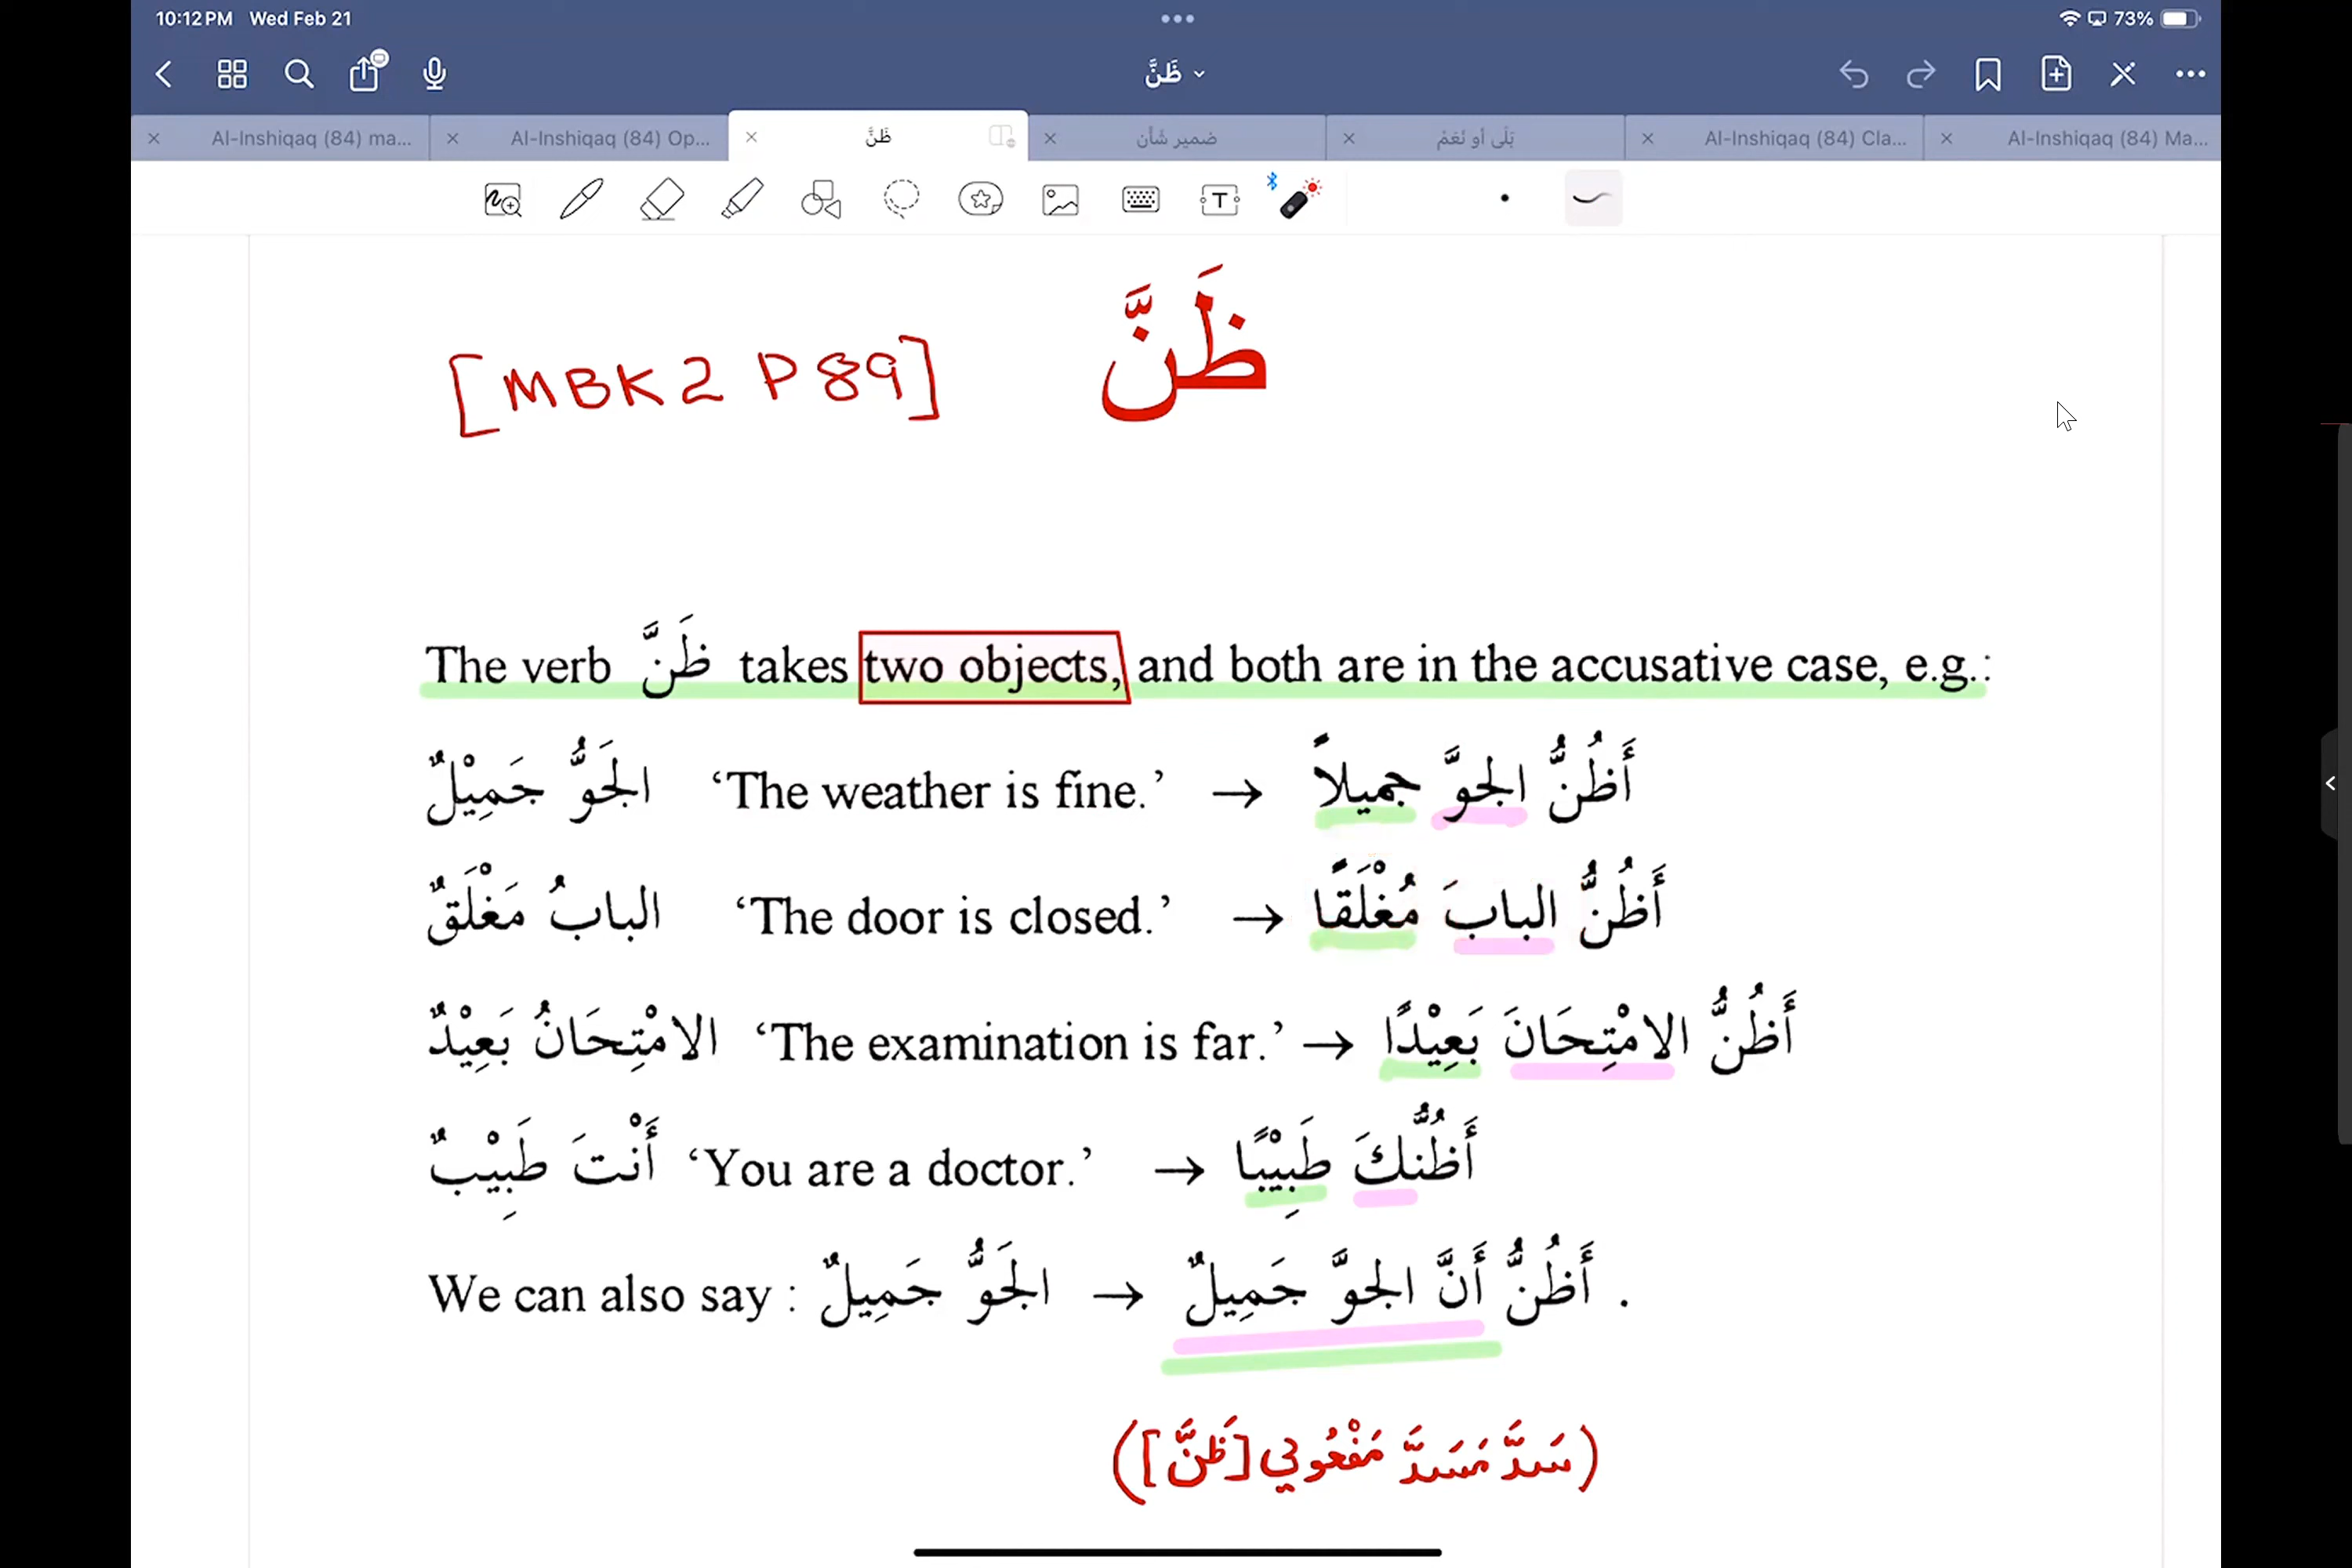 10:12 PM Wed Feb 21
73%
ظَنَّ
Al-Inshiqaq (84) ma...
Al-Inshiqaq (84) Op...
ظَنَّ
ضمير شأن
بَلَى أو نَعَمْ
Al-Inshiqaq (84) Cla...
Al-Inshiqaq (84) Ma...
[MBK2 P89]
ظَنَّ
The verb ظَنَّ takes two objects, and both are in the accusative case, e.g.:
الجَوُّ جَمِيْلٌ ‘The weather is fine.’ → أَظُنُّ الجوَّ جميلاً
البابُ مَغْلَقٌ ‘The door is closed.’ → أَظُنُّ البابَ مُغْلَقًا
الامْتِحَانُ بَعِيْدٌ ‘The examination is far.’ → أَظُنُّ الامْتِحَانَ بَعِيْدًا
أَنْتَ طَبِيْبٌ ‘You are a doctor.’ → أَظُنُّكَ طَبِيْبًا
We can also say : الجَوُّ جَمِيلٌ → أَظُنُّ أَنَّ الجوَّ جَمِيلٌ .
(سَدَّ مَسَدَّ مَفْعُولي [ظَنَّ])